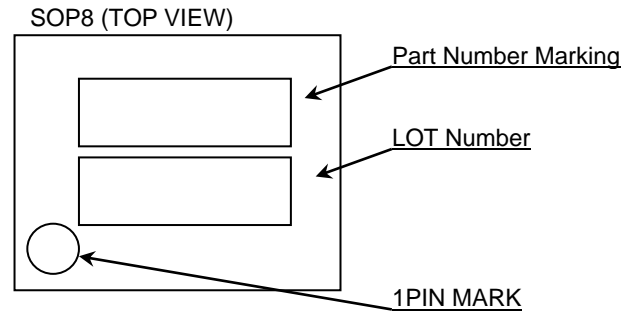 SOP8 (TOP VIEW)
Part Number Marking
LOT Number
1PIN MARK